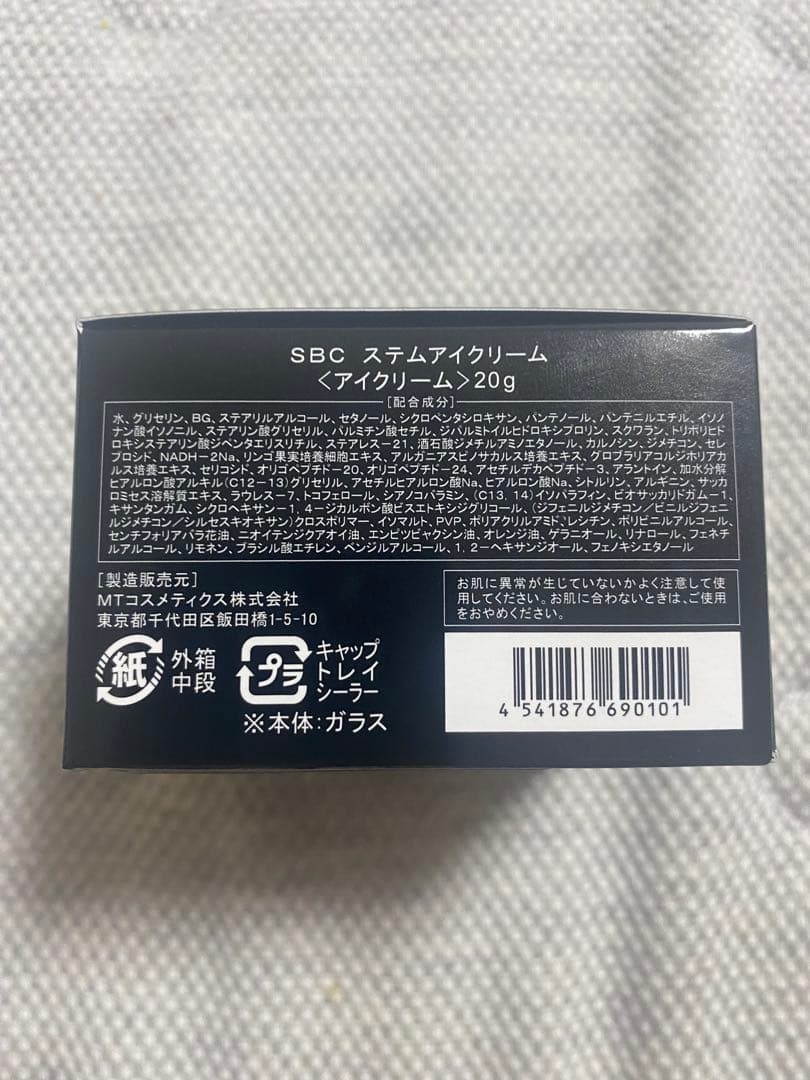 SBC ステムアイクリーム
〈アイクリーム〉20g
[配合成分]
水、グリセリン、BG、ステアリルアルコール、セタノール、シクロペンタシロキサン、パンテノール、パンテニルエチル、イソノ
ナン酸イソノニル、ステアリン酸グリセリル、パルミチン酸セチル、ジパルミトイルヒドロキシプロリン、スクワラン、トリポリヒド
ロキシステアリン酸ジペンタエリスリチル、ステアレス－21、酒石酸ジメチルアミノエタノール、カルノシン、ジメチコン、セレ
ブロシド、NADH－2Na、リンゴ果実培養細胞エキス、アルガニアスピノサカルス培養エキス、グロブラリアコルジホリアカ
ルス培養エキス、セリコシド、オリゴペプチド－20、オリゴペプチド－24、アセチルデカペプチド－3、アラントイン、加水分解
ヒアルロン酸アルキル(C12－13)グリセリル、アセチルヒアルロン酸Na、ヒアルロン酸Na、シトルリン、アルギニン、サッカ
ロミセス溶解質エキス、ラウレス－7、トコフェロール、シアノコバラミン、(C13, 14)イソパラフィン、ビオサッカリドガム－1、
キサンタンガム、シクロヘキサン－1, 4－ジカルボン酸ビスエトキシジグリコール、(ジフェニルジメチコン／ビニルジフェニ
ルジメチコン／シルセスキオキサン)クロスポリマー、イソマルト、PVP、ポリアクリルアミド、レシチン、ポリビニルアルコール、
センチフォリアバラ花油、ニオイテンジクアオイ油、エンピツビャクシン油、オレンジ油、ゲラニオール、リナロール、フェネチ
ルアルコール、リモネン、ブラシル酸エチレン、ベンジルアルコール、1, 2－ヘキサンジオール、フェノキシエタノール
[製造販売元]
MTコスメティクス株式会社
東京都千代田区飯田橋1-5-10
お肌に異常が生じていないかよく注意して使
用してください。お肌に合わないときは、ご使用
をおやめください。
紙 外箱
中段
プラ キャップ
トレイ
シーラー
※本体:ガラス
4 541876 690101